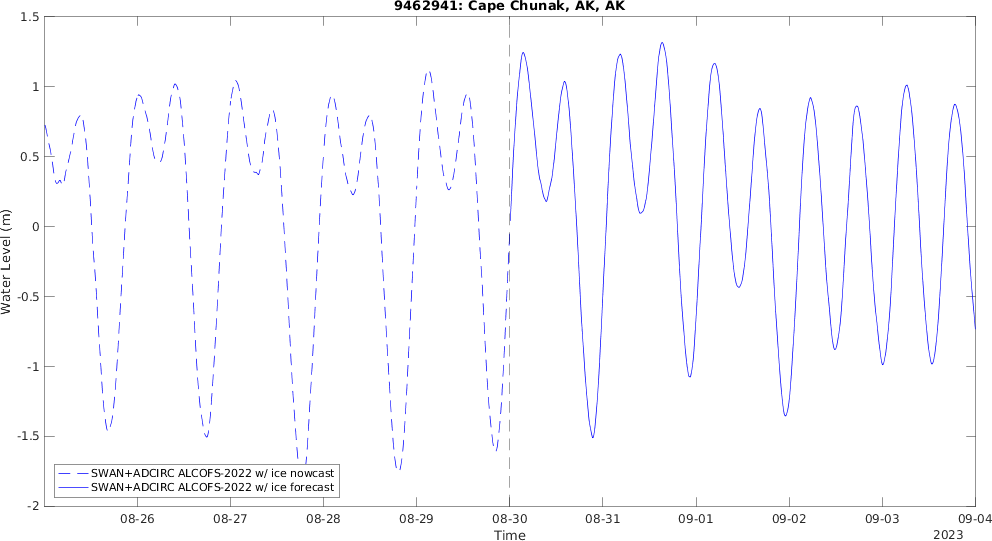 9462941: Cape Chunak, AK, AK
1.5
1
0.5
0
-0.5
-1
-1.5
-2
Water Level (m)
SWAN+ADCIRC ALCOFS-2022 w/ ice nowcast
SWAN+ADCIRC ALCOFS-2022 w/ ice forecast
08-26 08-27 08-28 08-29 08-30 08-31 09-01 09-02 09-03 09-04
Time
2023